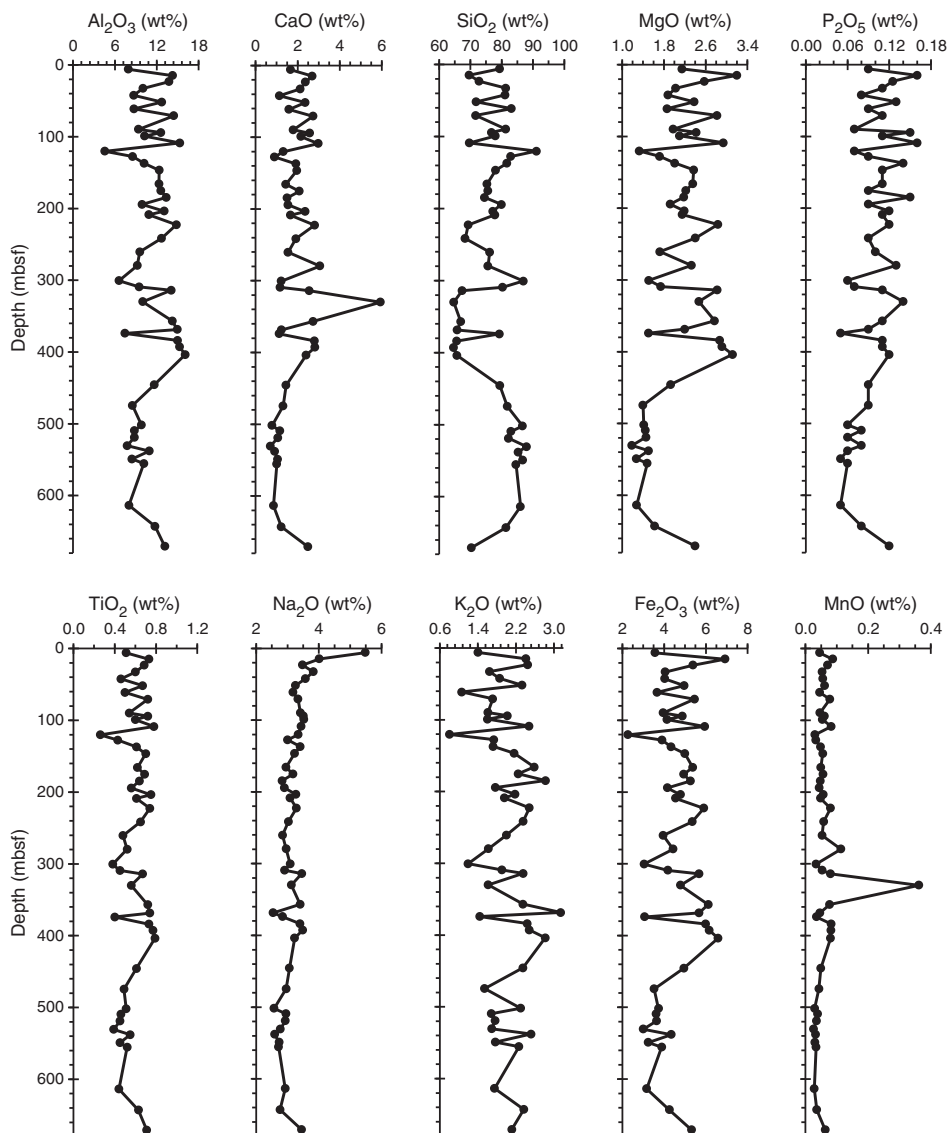 Al₂O₃ (wt%) CaO (wt%) SiO₂ (wt%) MgO (wt%) P₂O₅ (wt%)
0 6 12 18 0 2 4 6 60 70 80 90 100 1.0 1.8 2.6 3.4 0.00 0.06 0.12 0.18
0
100
200
300
400
500
600
Depth (mbsf)
TiO₂ (wt%) Na₂O (wt%) K₂O (wt%) Fe₂O₃ (wt%) MnO (wt%)
0.0 0.4 0.8 1.2 2 4 6 0.6 1.4 2.2 3.0 2 4 6 8 0.0 0.2 0.4
0
100
200
300
400
500
600
Depth (mbsf)